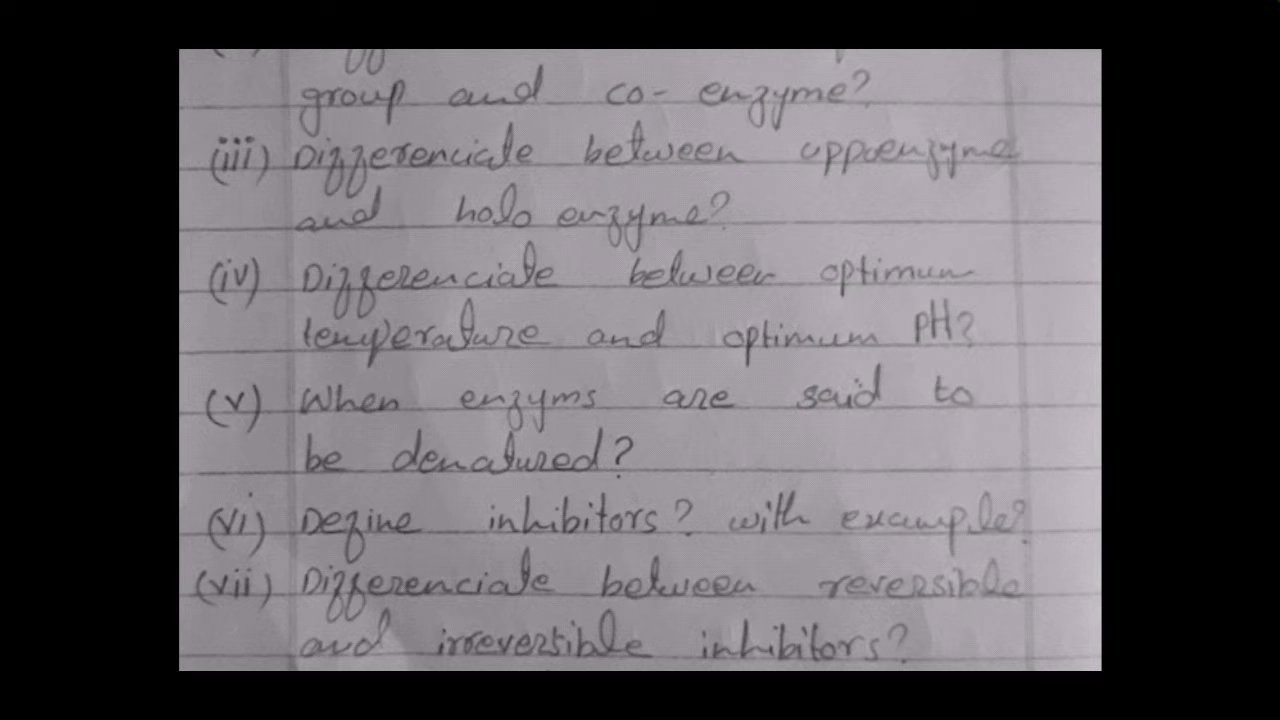 group and co- enzyme?
(iii) Differenciate between appoenzyme
and holo enzyme?
(iv) Differenciate between optimum
temperature and optimum PH?
(v) When enzyms are said to
be denatured?
(vi) Define inhibitors? with example?
(vii) Differenciate between reversible
and irreversible inhibitors?